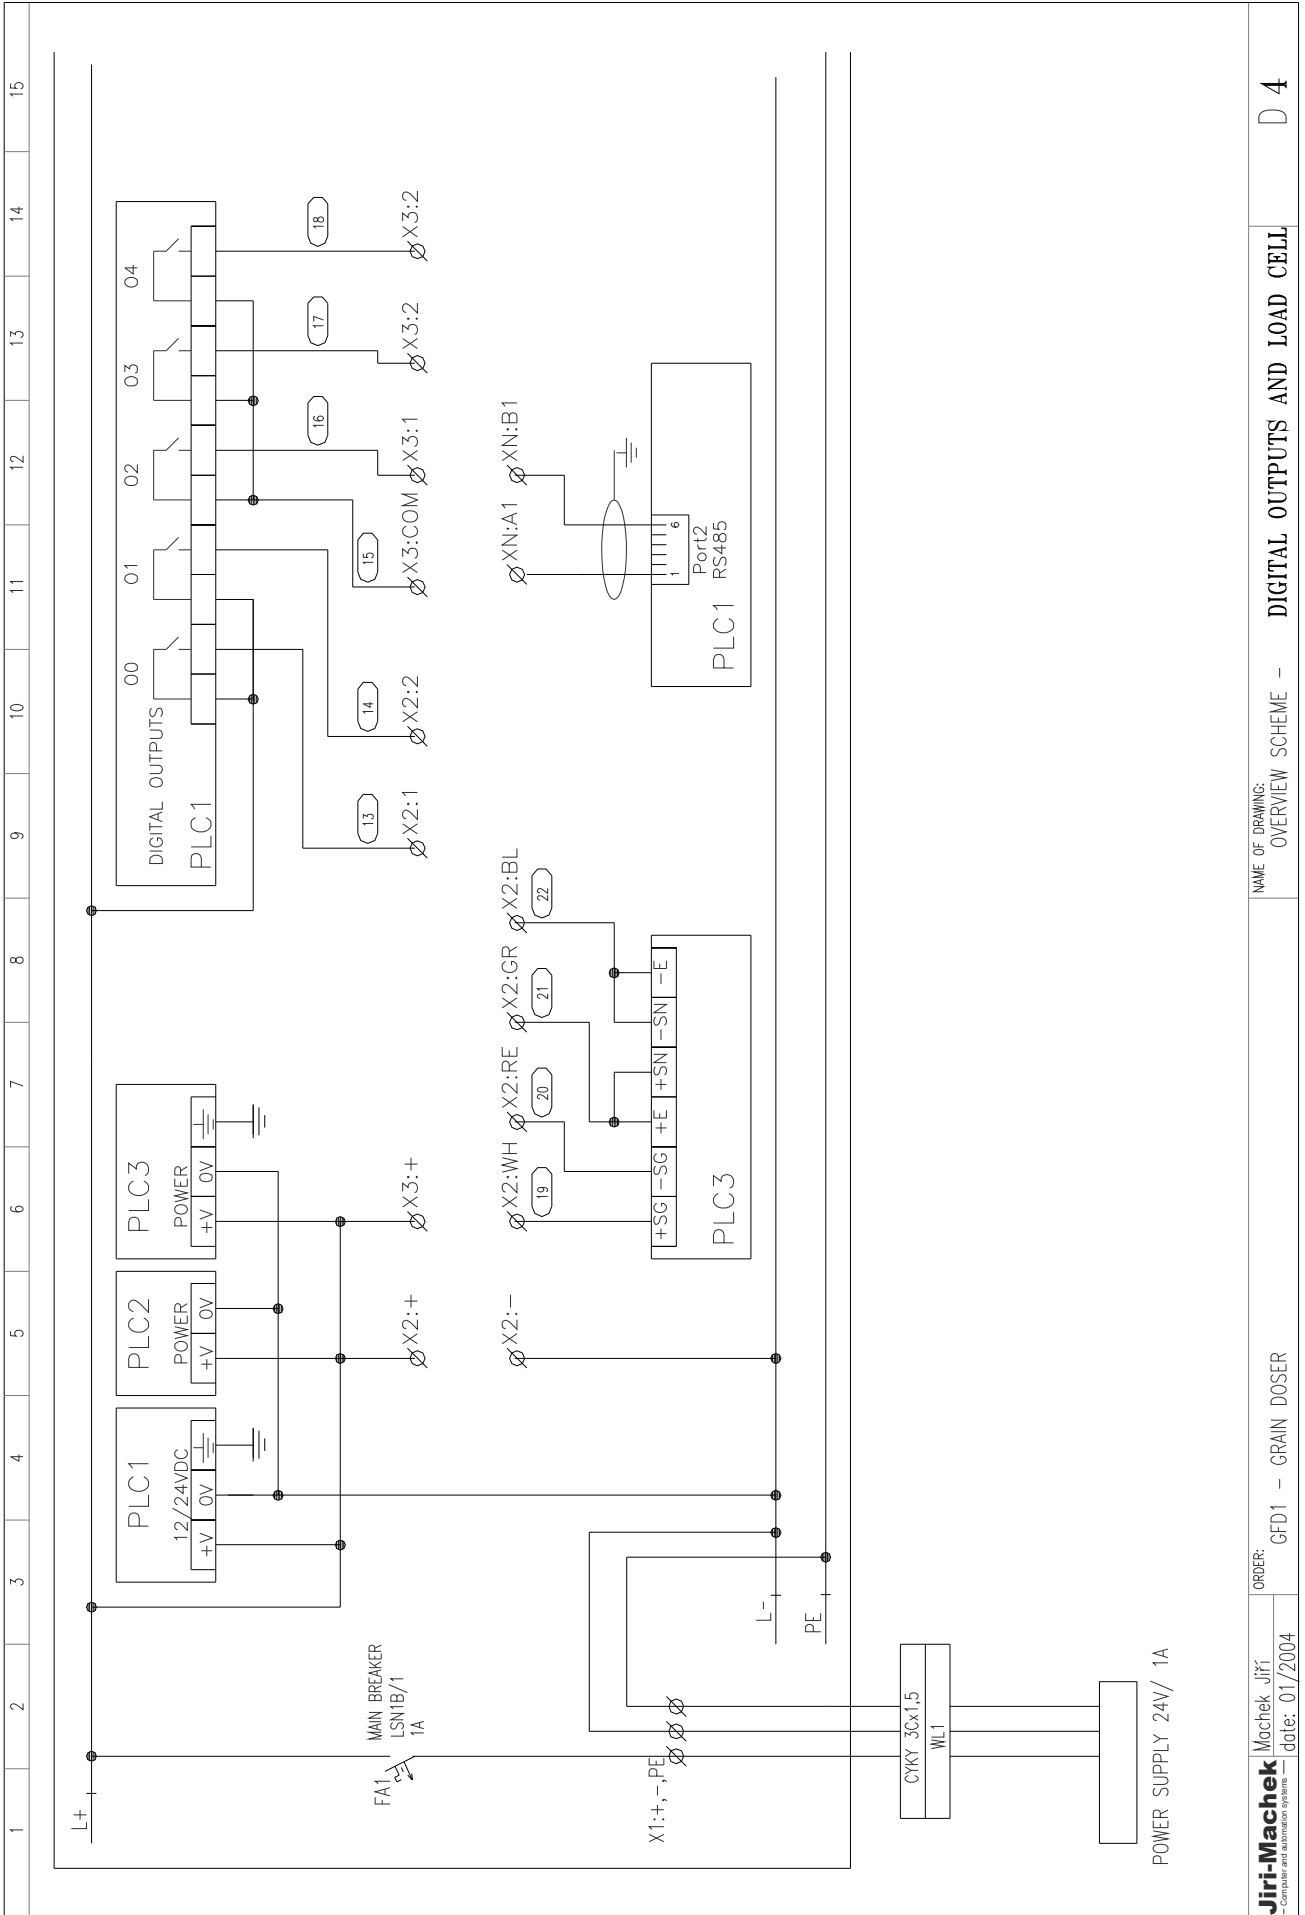 1 2 3 4 5 6 7 8 9 10 11 12 13 14 15
L+
PLC1
12/24VDC
+V 0V
PLC2
POWER
+V 0V
PLC3
POWER
+V 0V
DIGITAL OUTPUTS
PLC1
O0 O1 O2 O3 O4
13 14 15 16 17 18
X2:1 X2:2 X3:COM X3:1 X3:2 X3:2
FA1
MAIN BREAKER
LSN1B/1
1A
X2:+ X3:+
X2:- X2:WH X2:RE X2:GR X2:BL
19 20 21 22
XN:A1 XN:B1
+SG -SG +E +SN -SN -E
PLC3
1 6
Port2
RS485
PLC1
X1:+,-,PE
L-
PE
CYKY 3Cx1,5
WL1
POWER SUPPLY 24V/ 1A
Jiri-Machek
Computer and automation systems
Machek Jiří
date: 01/2004
ORDER:
GFD1 - GRAIN DOSER
NAME OF DRAWING:
OVERVIEW SCHEME - DIGITAL OUTPUTS AND LOAD CELL
D 4